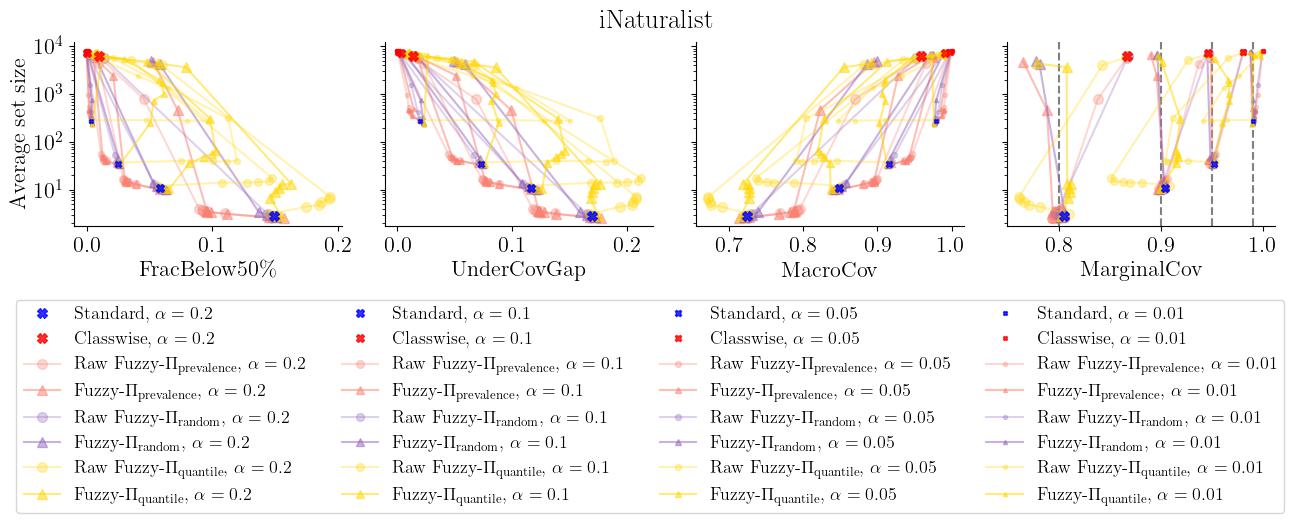 iNaturalist
Average set size
10⁴
10³
10²
10¹
0.0 0.1 0.2
FracBelow50%
0.0 0.1 0.2
UnderCovGap
0.7 0.8 0.9 1.0
MacroCov
0.8 0.9 1.0
MarginalCov
Standard, α = 0.2
Classwise, α = 0.2
Raw Fuzzy-Π_prevalence, α = 0.2
Fuzzy-Π_prevalence, α = 0.2
Raw Fuzzy-Π_random, α = 0.2
Fuzzy-Π_random, α = 0.2
Raw Fuzzy-Π_quantile, α = 0.2
Fuzzy-Π_quantile, α = 0.2
Standard, α = 0.1
Classwise, α = 0.1
Raw Fuzzy-Π_prevalence, α = 0.1
Fuzzy-Π_prevalence, α = 0.1
Raw Fuzzy-Π_random, α = 0.1
Fuzzy-Π_random, α = 0.1
Raw Fuzzy-Π_quantile, α = 0.1
Fuzzy-Π_quantile, α = 0.1
Standard, α = 0.05
Classwise, α = 0.05
Raw Fuzzy-Π_prevalence, α = 0.05
Fuzzy-Π_prevalence, α = 0.05
Raw Fuzzy-Π_random, α = 0.05
Fuzzy-Π_random, α = 0.05
Raw Fuzzy-Π_quantile, α = 0.05
Fuzzy-Π_quantile, α = 0.05
Standard, α = 0.01
Classwise, α = 0.01
Raw Fuzzy-Π_prevalence, α = 0.01
Fuzzy-Π_prevalence, α = 0.01
Raw Fuzzy-Π_random, α = 0.01
Fuzzy-Π_random, α = 0.01
Raw Fuzzy-Π_quantile, α = 0.01
Fuzzy-Π_quantile, α = 0.01